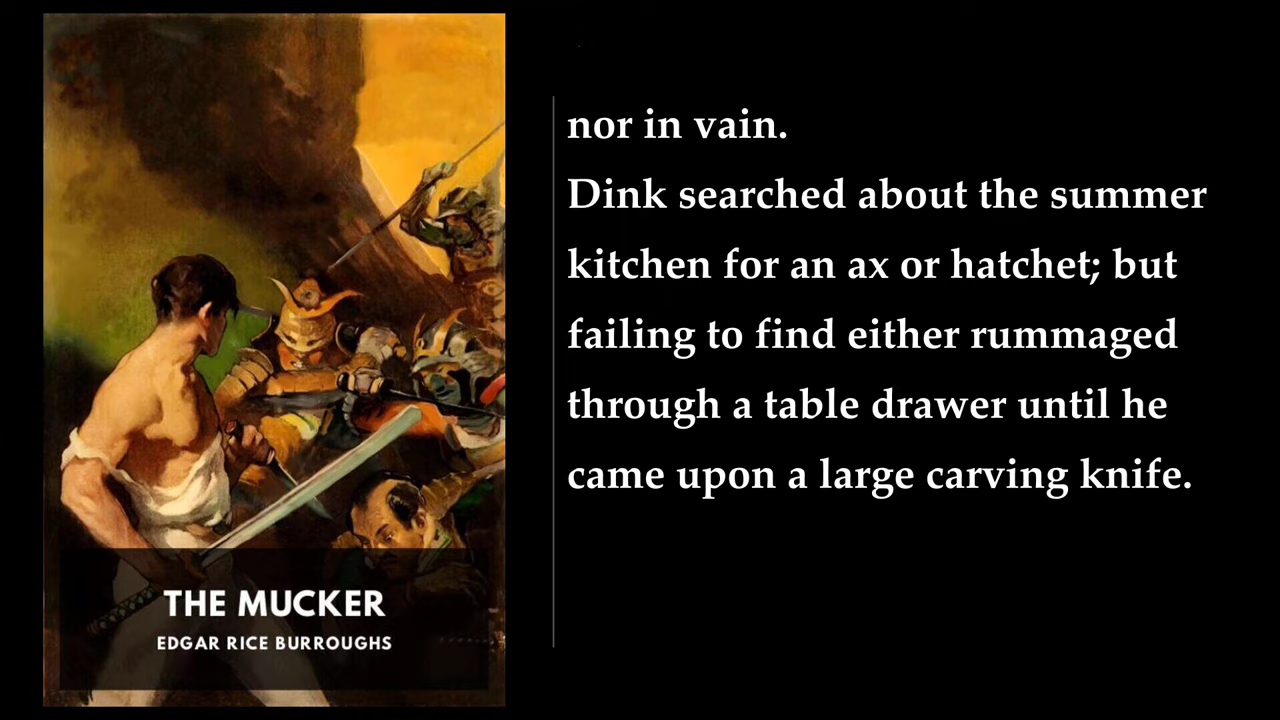 nor in vain.
Dink searched about the summer
kitchen for an ax or hatchet; but
failing to find either rummaged
through a table drawer until he
came upon a large carving knife.
THE MUCKER
EDGAR RICE BURROUGHS